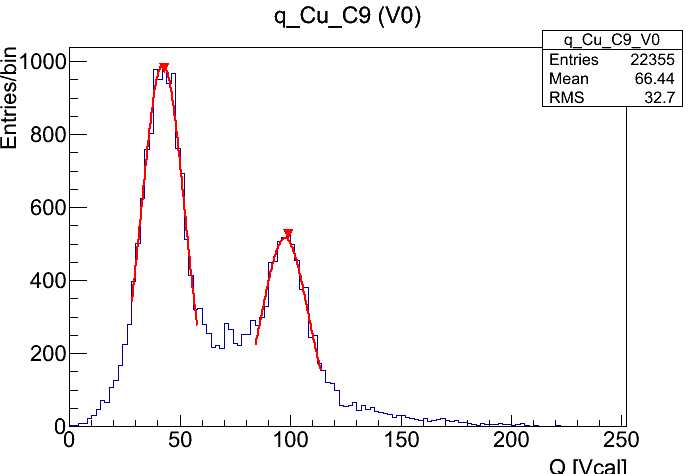 q_Cu_C9 (V0)
q_Cu_C9_V0
Entries 22355
Mean 66.44
RMS 32.7
Entries/bin
1000
800
600
400
200
0
0 50 100 150 200 250
Q [Vcal]